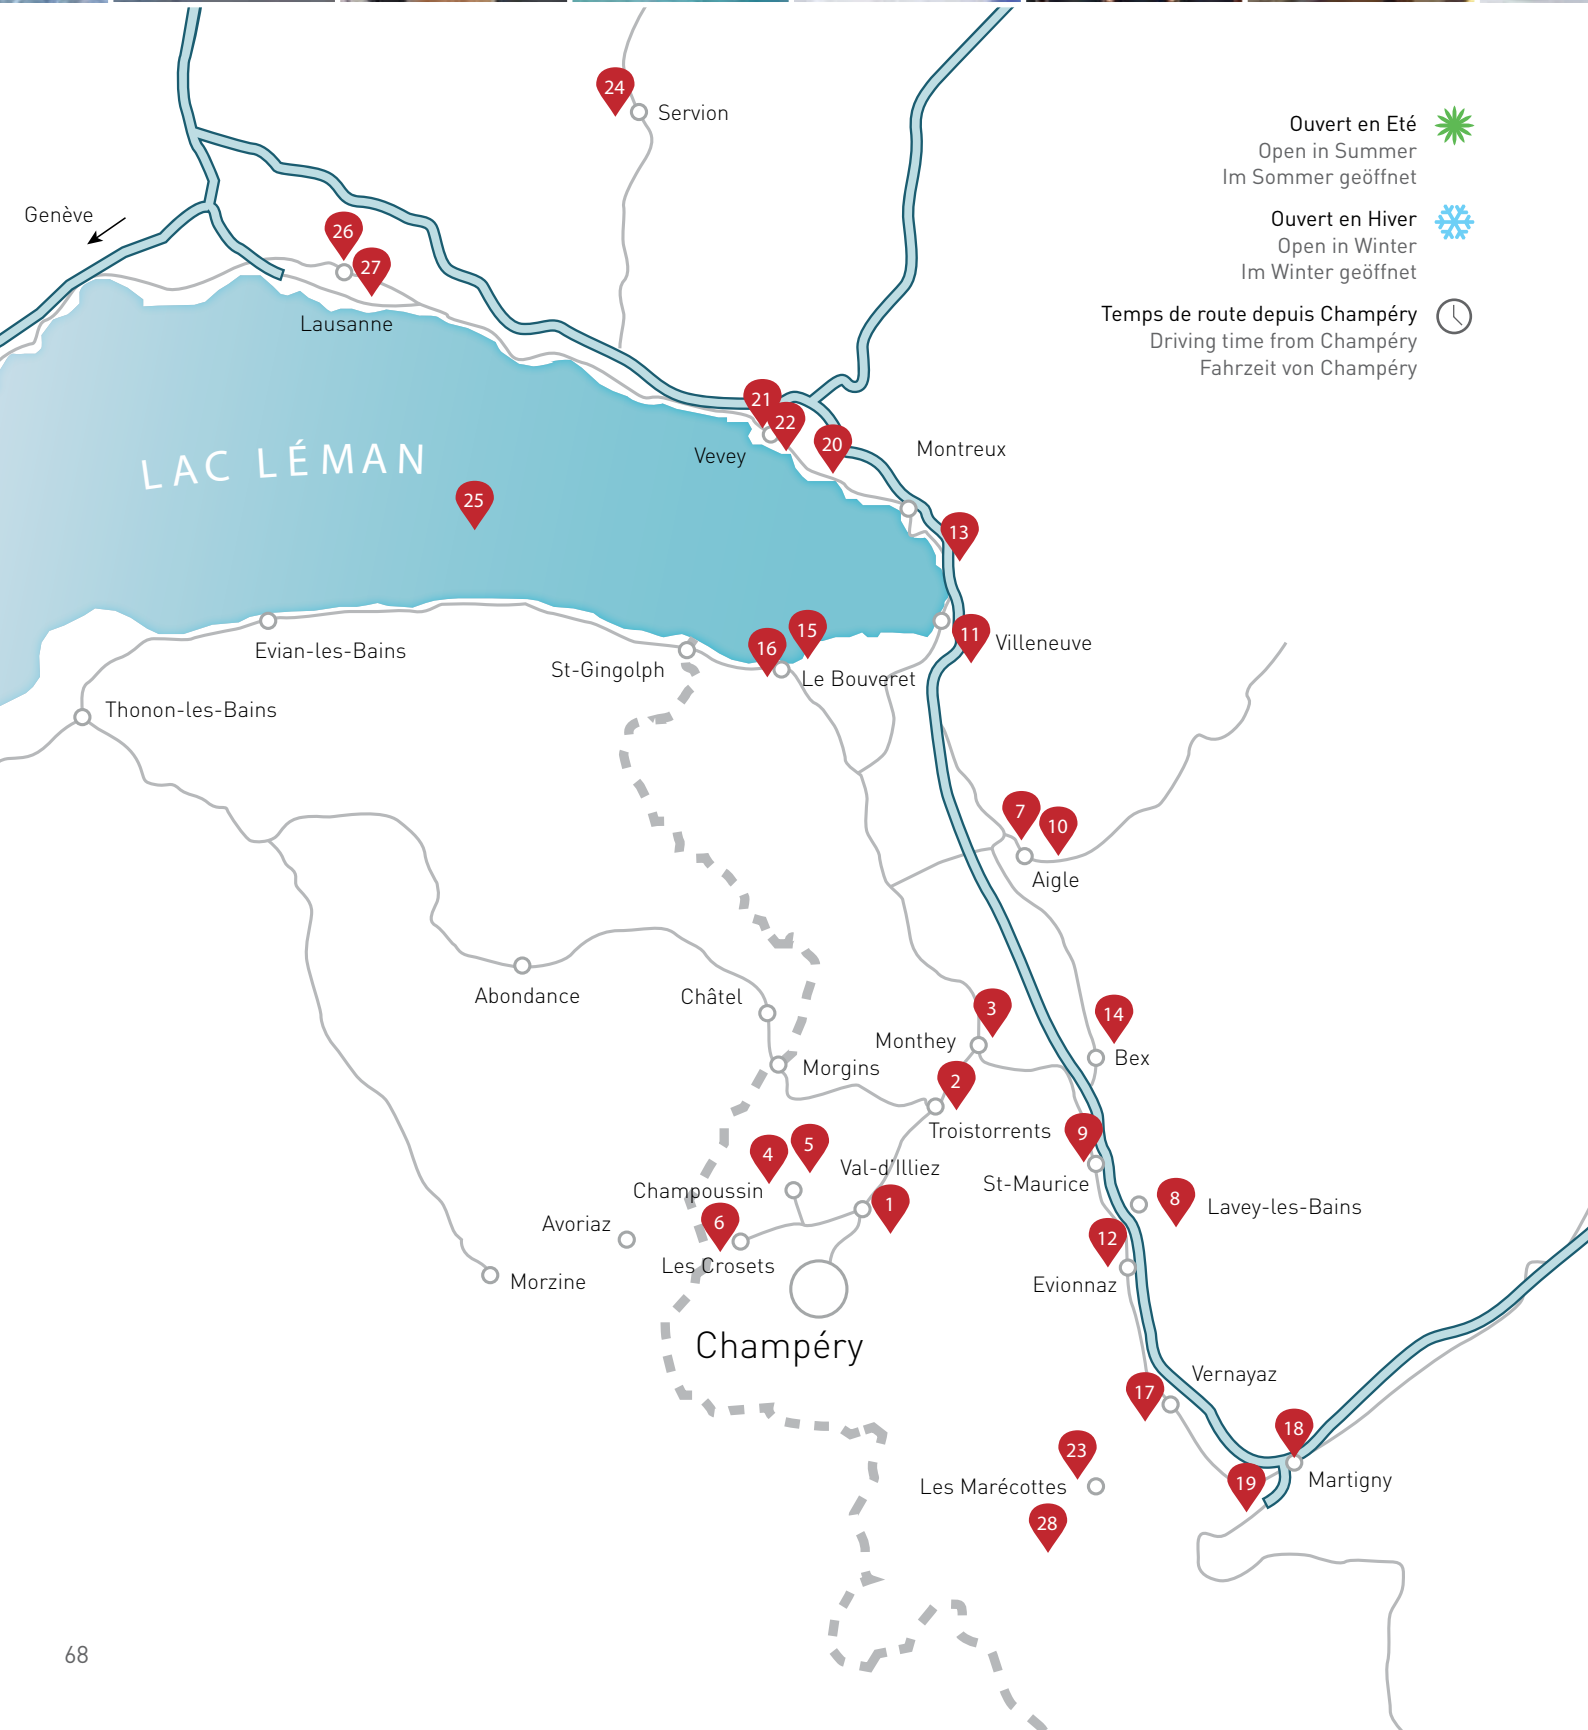 24
Servion
Ouvert en Eté
Open in Summer
Im Sommer geöffnet
Genève
Ouvert en Hiver
Open in Winter
Im Winter geöffnet
26
27
Lausanne
Temps de route depuis Champéry
Driving time from Champéry
Fahrzeit von Champéry
21
22
20
Vevey
Montreux
LAC LÉMAN
25
13
15
16
11
Villeneuve
Evian-les-Bains
St-Gingolph
Le Bouveret
Thonon-les-Bains
7
10
Aigle
Abondance
Châtel
3
14
Monthey
Bex
Morgins
2
Troistorrents
9
4
5
Val-d'Illiez
St-Maurice
Champoussin
1
8
Lavey-les-Bains
Avoriaz
6
12
Les Crosets
Morzine
Evionnaz
Champéry
Vernayaz
17
18
23
Les Marécottes
19
Martigny
28
68